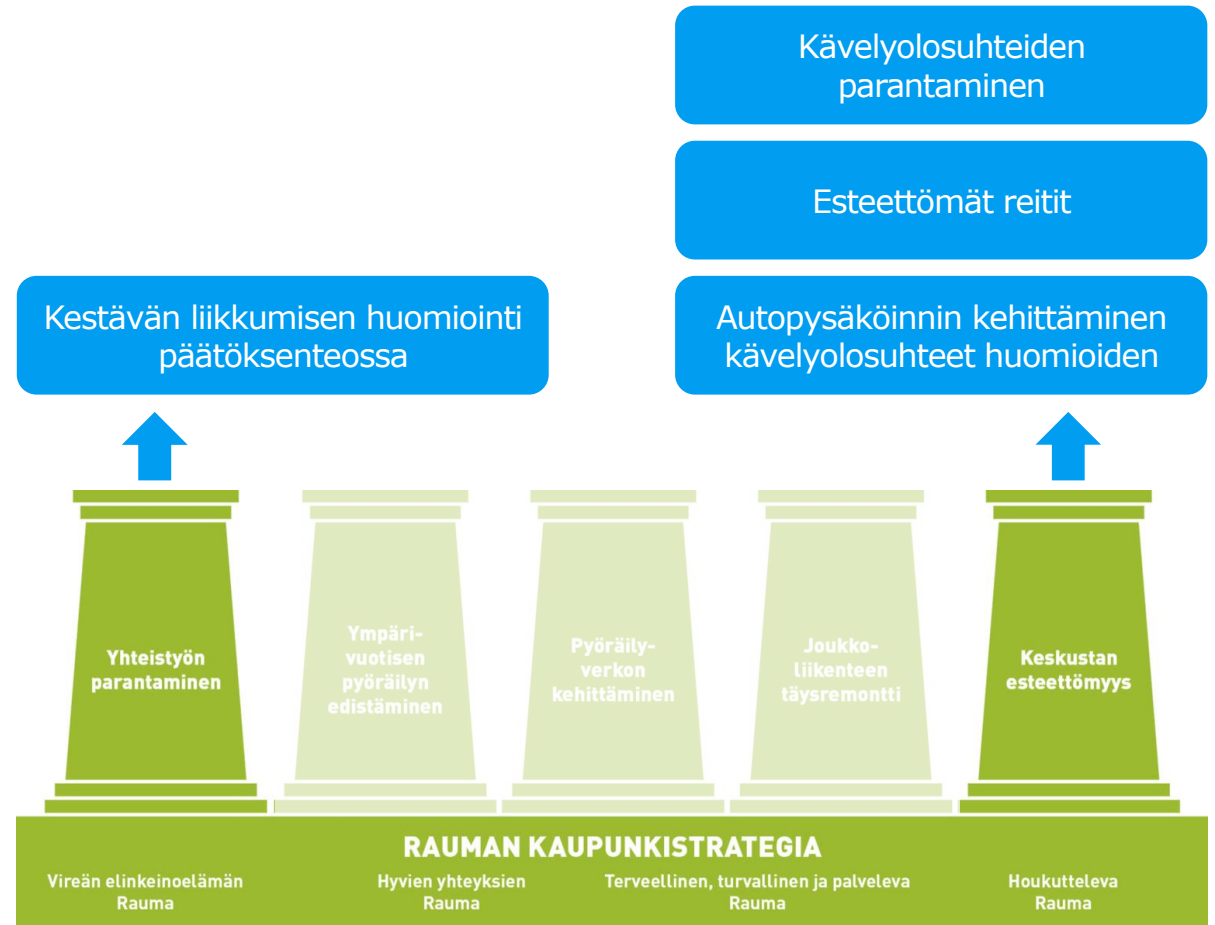 Kävelyolosuhteiden
parantaminen
Esteettömät reitit
Kestävän liikkumisen huomiointi
päätöksenteossa
Autopysäköinnin kehittäminen
kävelyolosuhteet huomioiden
Yhteistyön
parantaminen
Ympäri-
vuotisen
pyöräilyn
edistäminen
Pyöräily-
verkon
kehittäminen
Joukko-
liikenteen
täysremontti
Keskustan
esteettömyys
RAUMAN KAUPUNKISTRATEGIA
Vireän elinkeinoelämän
Rauma
Hyvien yhteyksien
Rauma
Terveellinen, turvallinen ja palveleva
Rauma
Houkutteleva
Rauma